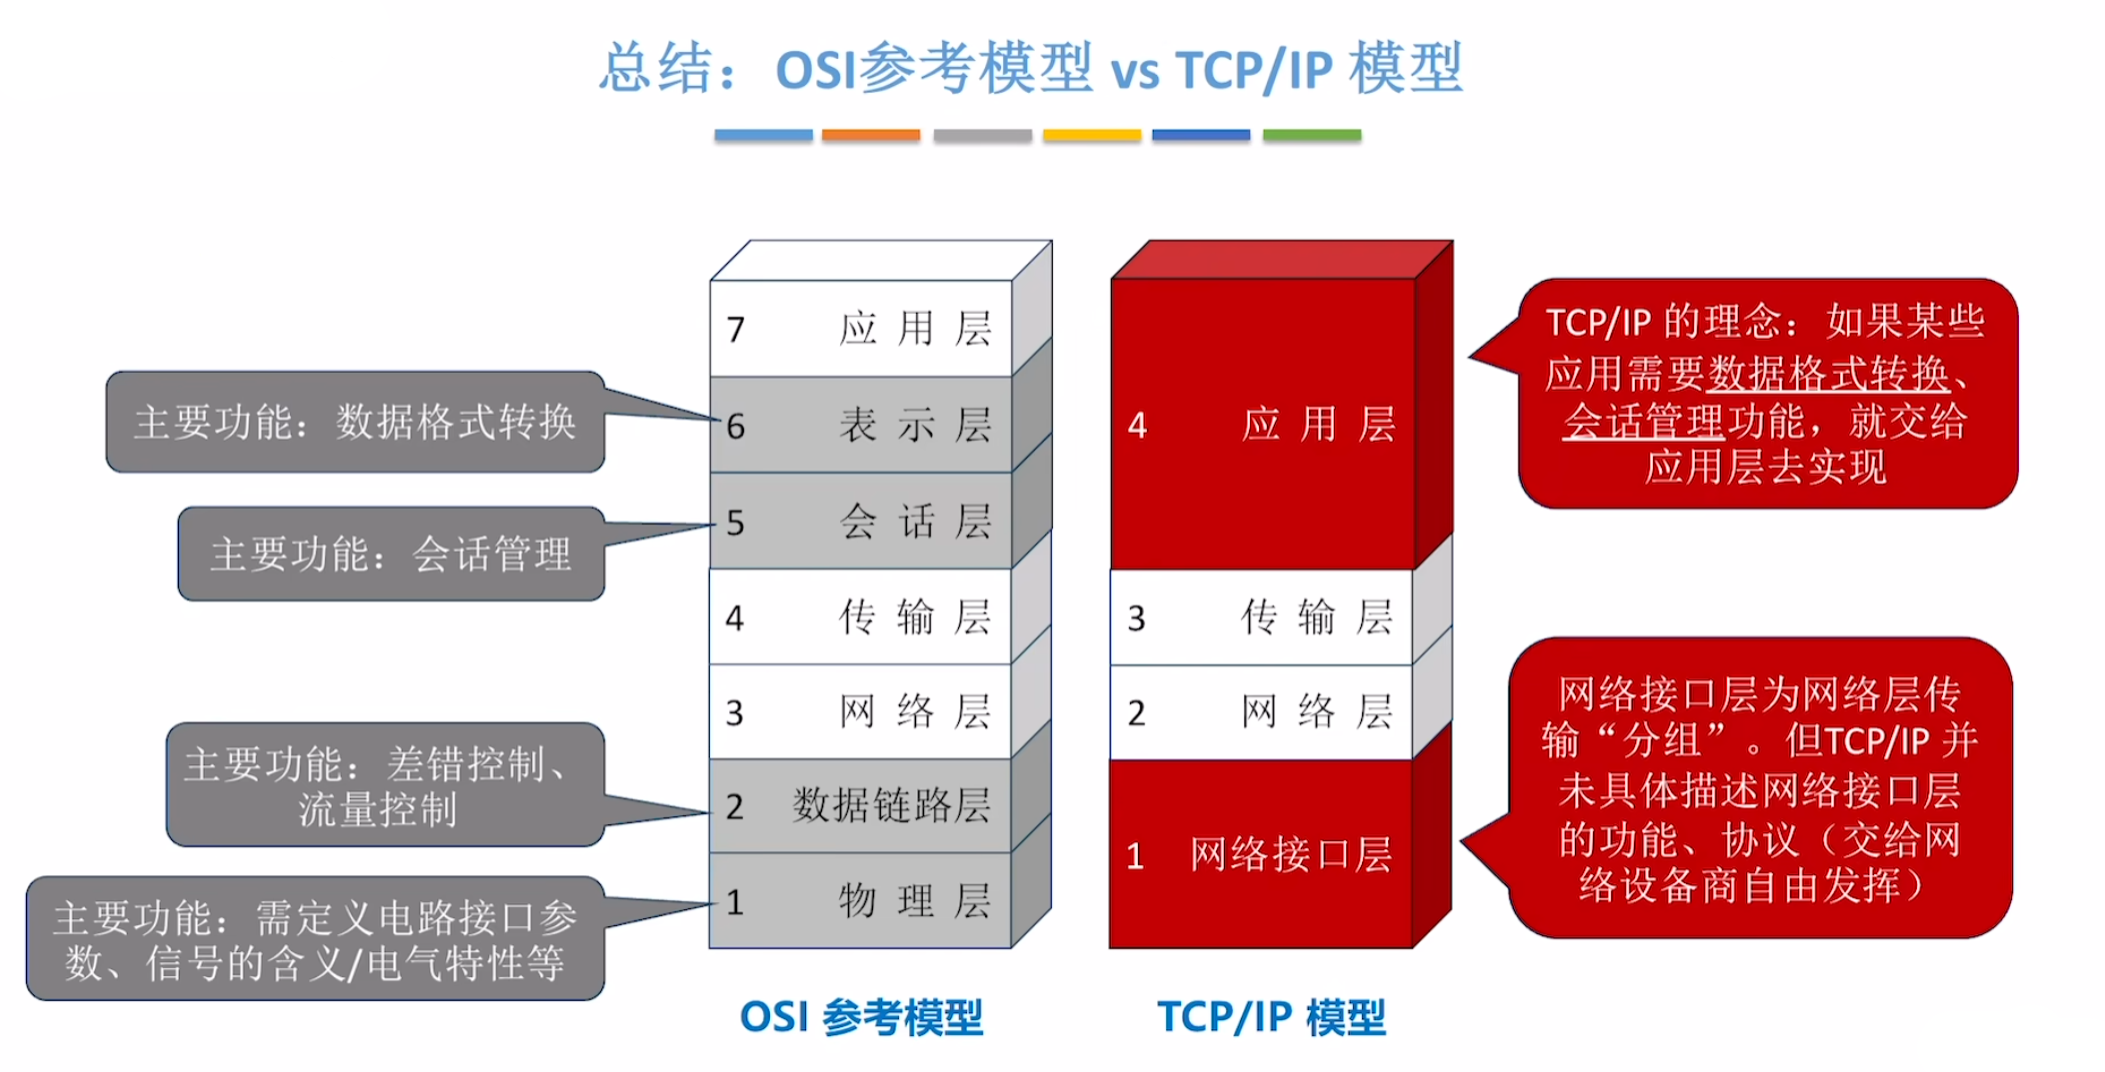 总结：OSI参考模型 vs TCP/IP 模型
7 应用层
6 表示层
5 会话层
4 传输层
3 网络层
2 数据链路层
1 物理层
OSI 参考模型
主要功能：数据格式转换
主要功能：会话管理
主要功能：差错控制、
流量控制
主要功能：需定义电路接口参
数、信号的含义/电气特性等
4 应用层
3 传输层
2 网络层
1 网络接口层
TCP/IP 模型
TCP/IP 的理念：如果某些
应用需要数据格式转换、
会话管理功能，就交给
应用层去实现
网络接口层为网络层传
输“分组”。但TCP/IP 并
未具体描述网络接口层
的功能、协议（交给网
络设备商自由发挥）